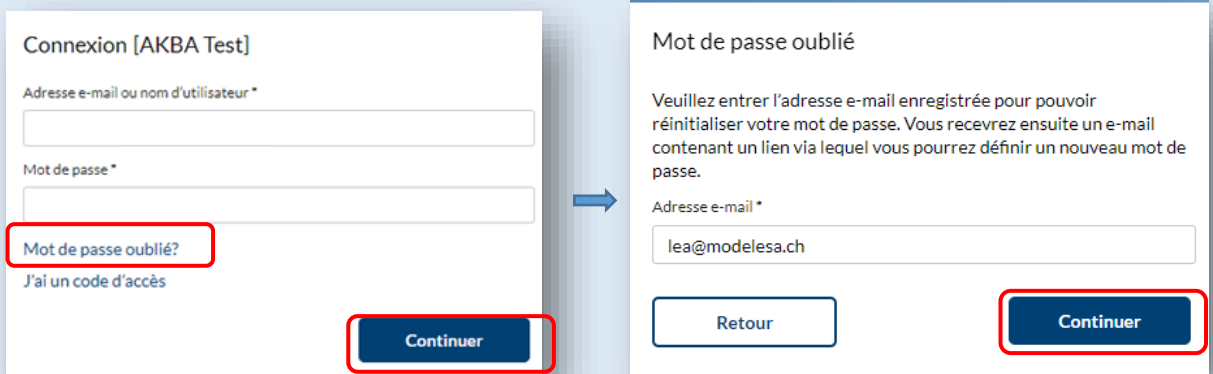 Connexion [AKBA Test]
Adresse e-mail ou nom d'utilisateur *
Mot de passe *
Mot de passe oublié?
J'ai un code d'accès
Continuer
Mot de passe oublié
Veuillez entrer l'adresse e-mail enregistrée pour pouvoir
réinitialiser votre mot de passe. Vous recevrez ensuite un e-mail
contenant un lien via lequel vous pourrez définir un nouveau mot de
passe.
Adresse e-mail *
lea@modelesa.ch
Retour
Continuer